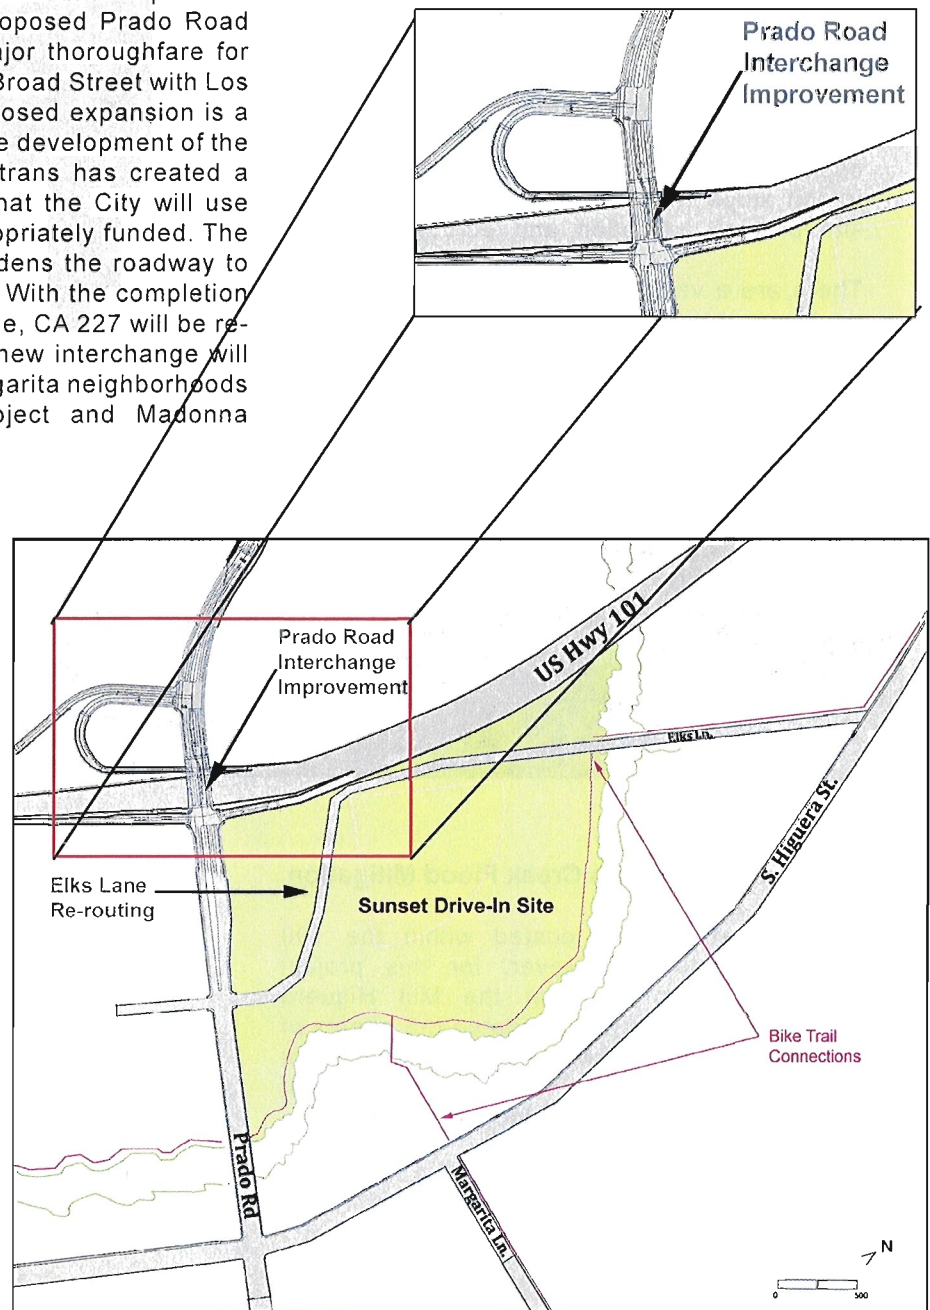 oposed Prado Road
ajor thoroughfare for
Broad Street with Los
osed expansion is a
e development of the
trans has created a
hat the City will use
opriately funded. The
dens the roadway to
With the completion
e, CA 227 will be re-
new interchange will
garita neighborhoods
oject and Madonna
Prado Road
Interchange
Improvement
Prado Road
Interchange
Improvement
US Hwy 101
Elks Ln.
S. Higuera St.
Elks Lane
Re-routing
Sunset Drive-In Site
Bike Trail
Connections
Prado Rd
Margarita Ln.
N
0 500